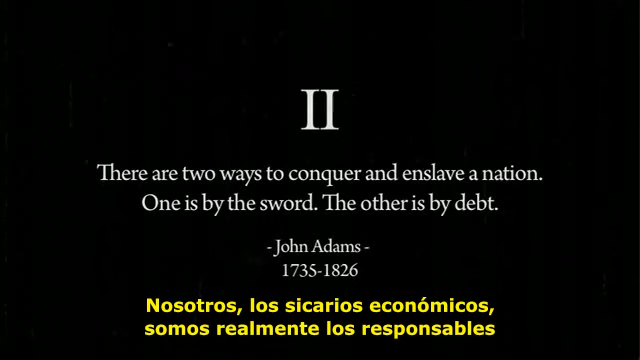 II
There are two ways to conquer and enslave a nation.
One is by the sword. The other is by debt.
- John Adams -
1735-1826
Nosotros, los sicarios económicos,
somos realmente los responsables